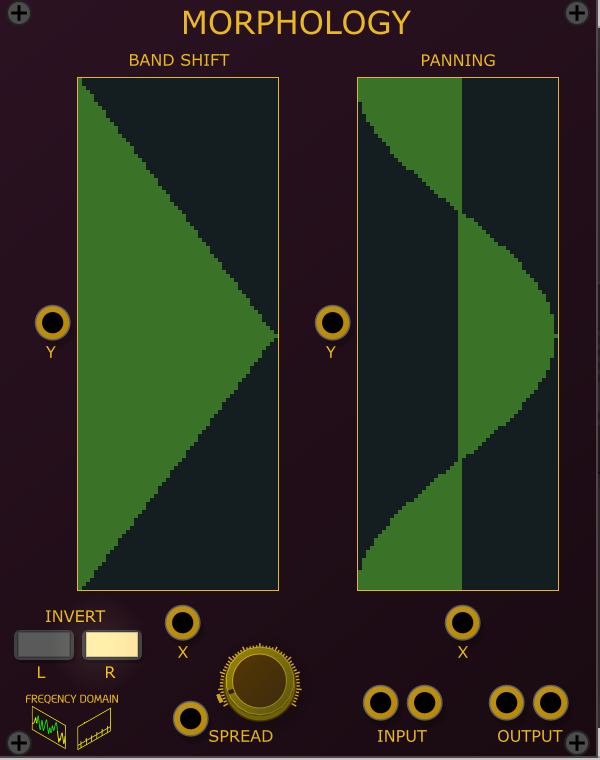 MORPHOLOGY
BAND SHIFT
PANNING
Y
Y
INVERT
L
R
X
X
FREQENCY DOMAIN
SPREAD
INPUT
OUTPUT